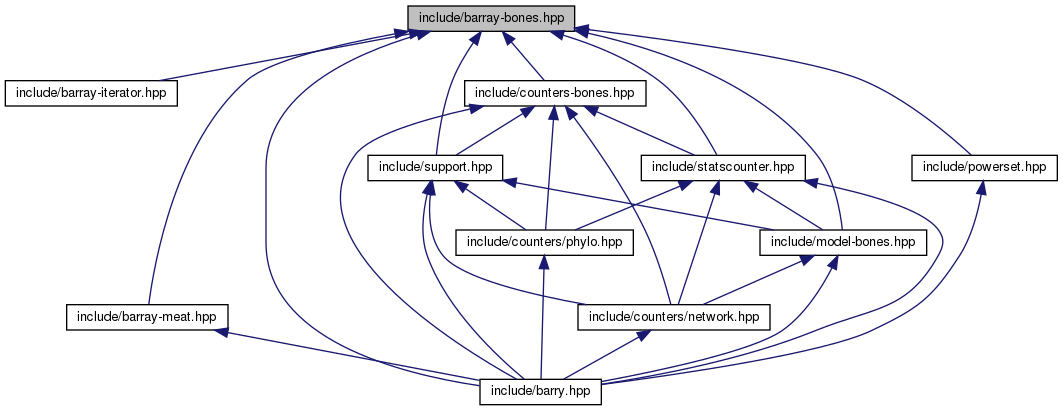 include/barray-bones.hpp
include/barray-iterator.hpp
include/counters-bones.hpp
include/support.hpp
include/statscounter.hpp
include/powerset.hpp
include/counters/phylo.hpp
include/model-bones.hpp
include/barray-meat.hpp
include/counters/network.hpp
include/barry.hpp